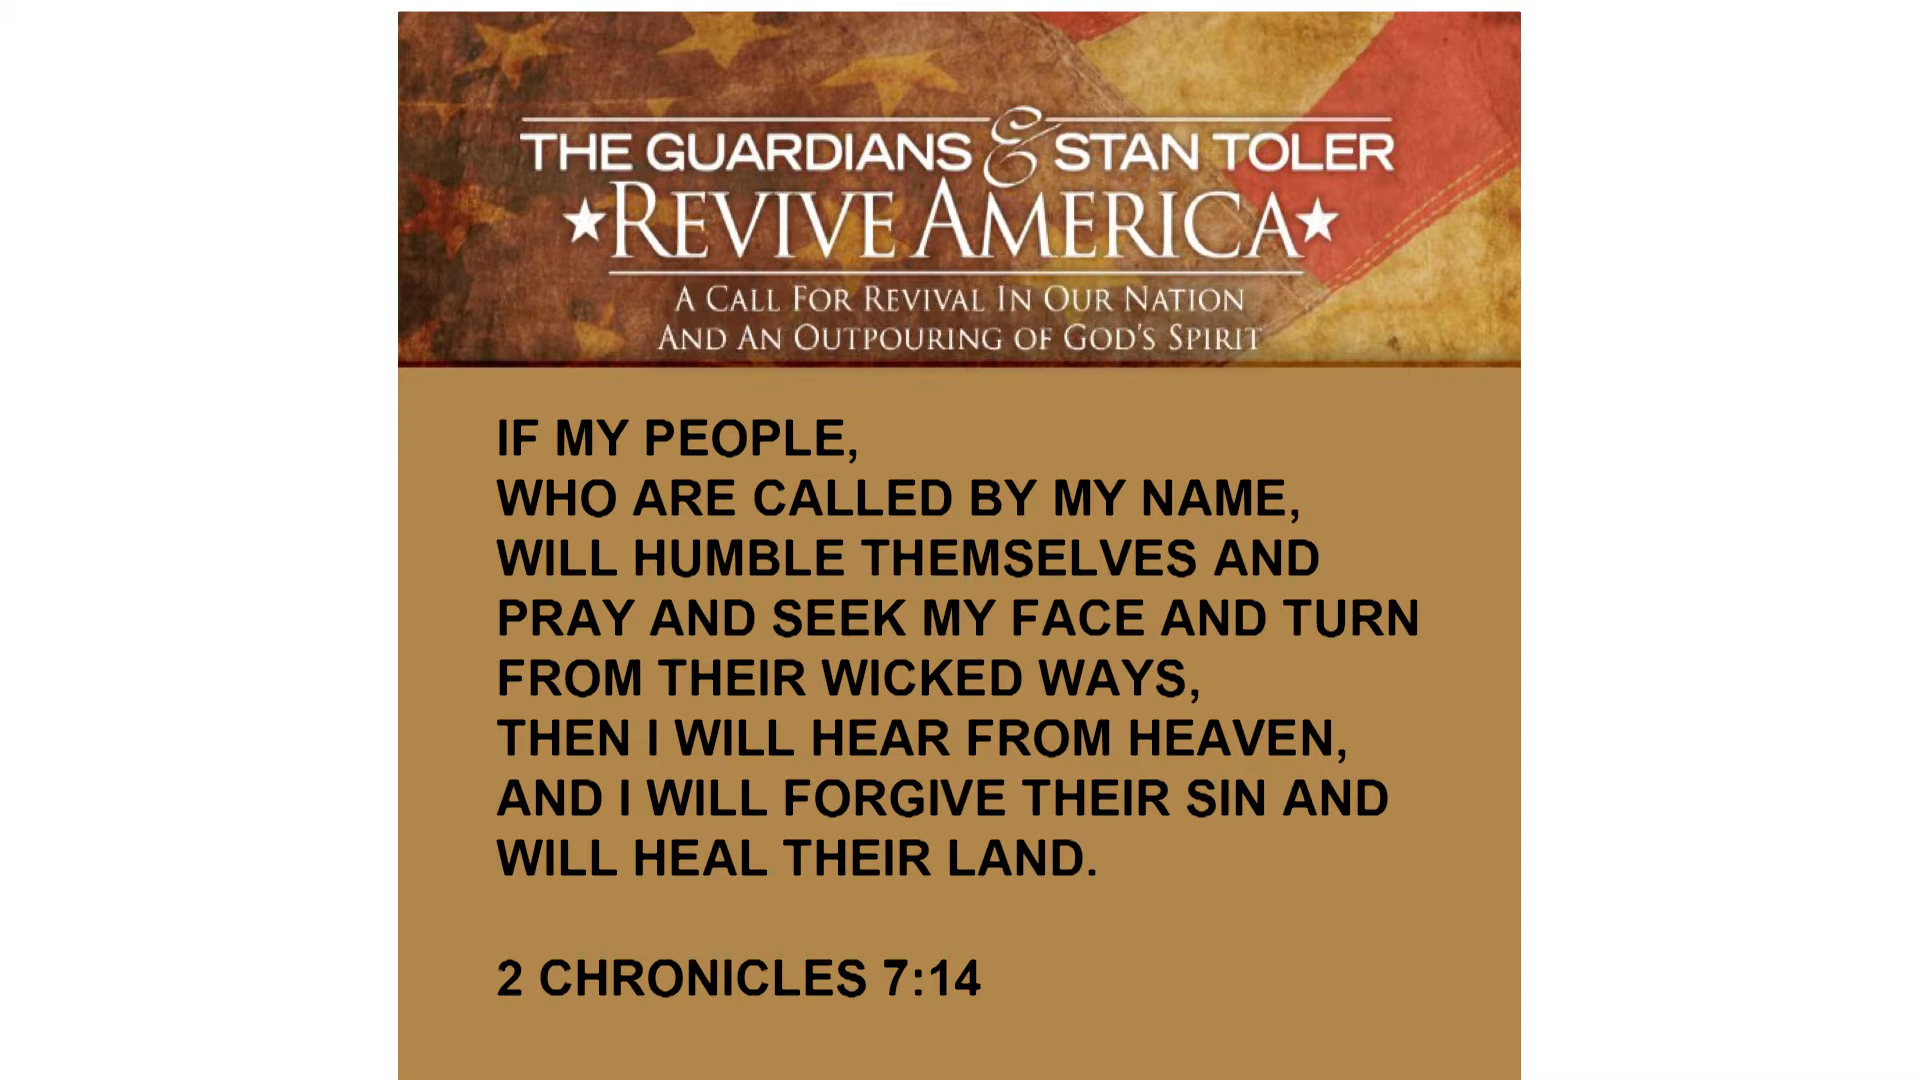 THE GUARDIANS & STAN TOLER
REVIVE AMERICA
A CALL FOR REVIVAL IN OUR NATION
AND AN OUTPOURING OF GOD'S SPIRIT
IF MY PEOPLE,
WHO ARE CALLED BY MY NAME,
WILL HUMBLE THEMSELVES AND
PRAY AND SEEK MY FACE AND TURN
FROM THEIR WICKED WAYS,
THEN I WILL HEAR FROM HEAVEN,
AND I WILL FORGIVE THEIR SIN AND
WILL HEAL THEIR LAND.
2 CHRONICLES 7:14